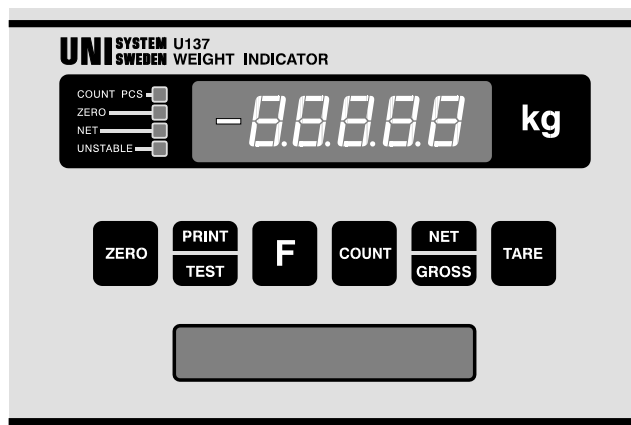 UNI SYSTEM SWEDEN U137
WEIGHT INDICATOR
COUNT PCS
ZERO
NET
UNSTABLE
-8.8.8.8.8 kg
ZERO
PRINT
TEST
F
COUNT
NET
GROSS
TARE